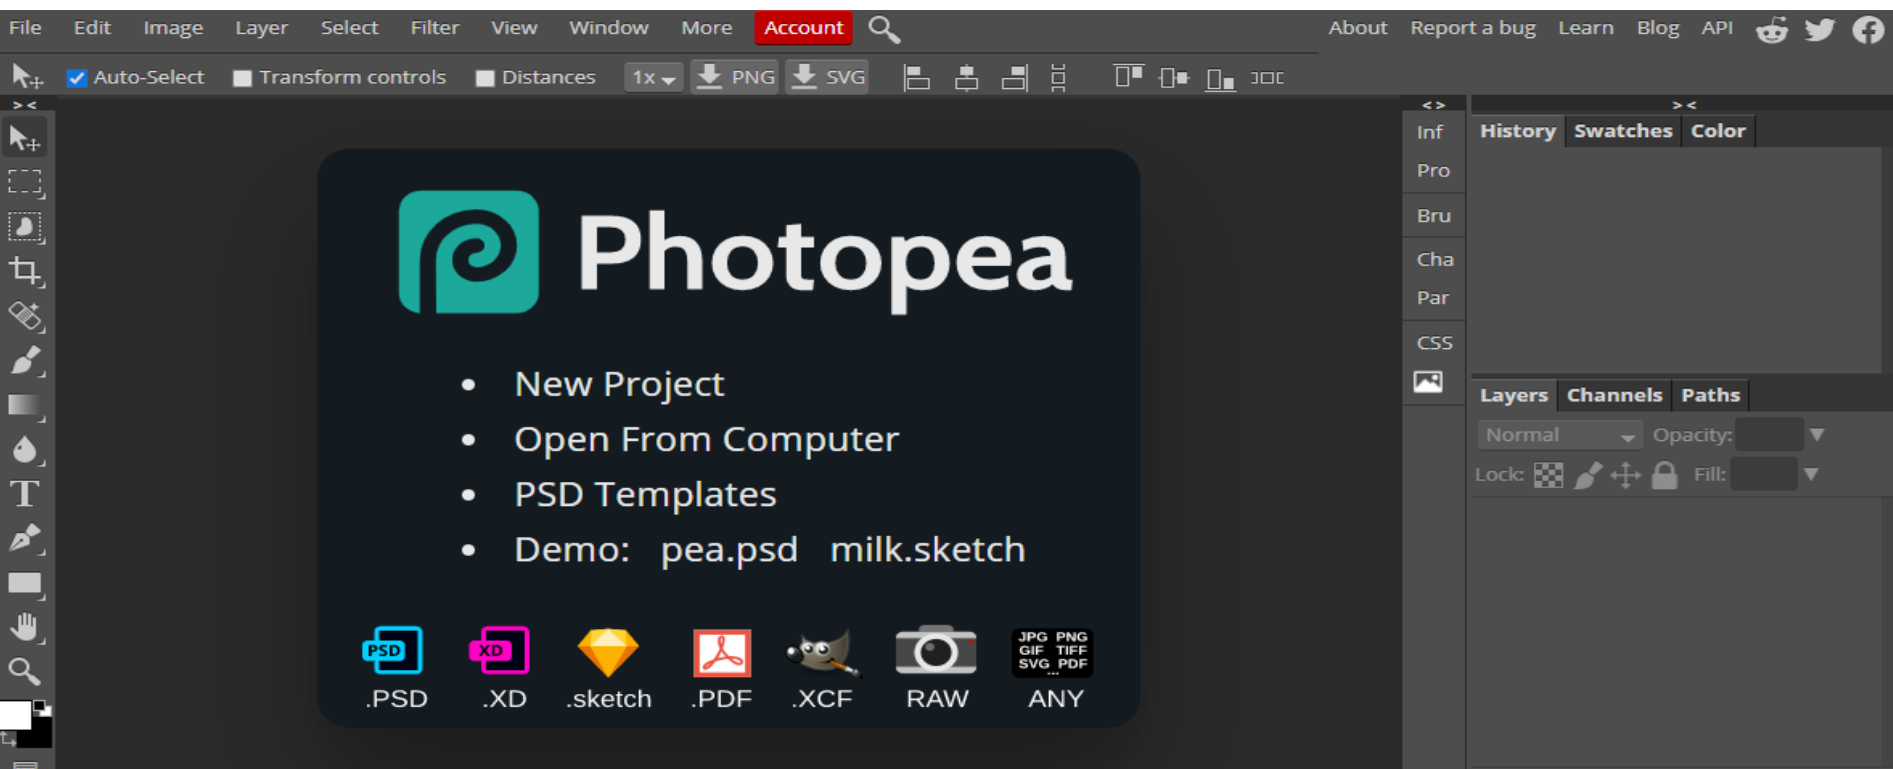 File Edit Image Layer Select Filter View Window More Account About Report a bug Learn Blog API
Auto-Select Transform controls Distances 1x PNG SVG
> < < > > <
Inf History Swatches Color
Pro
Bru
Cha
Par
CSS
Photopea
• New Project
• Open From Computer
• PSD Templates
• Demo: pea.psd milk.sketch
Layers Channels Paths
Normal Opacity:
Lock: Fill:
T
PSD XD JPG PNG
GIF TIFF
SVG PDF
...
.PSD .XD .sketch .PDF .XCF RAW ANY